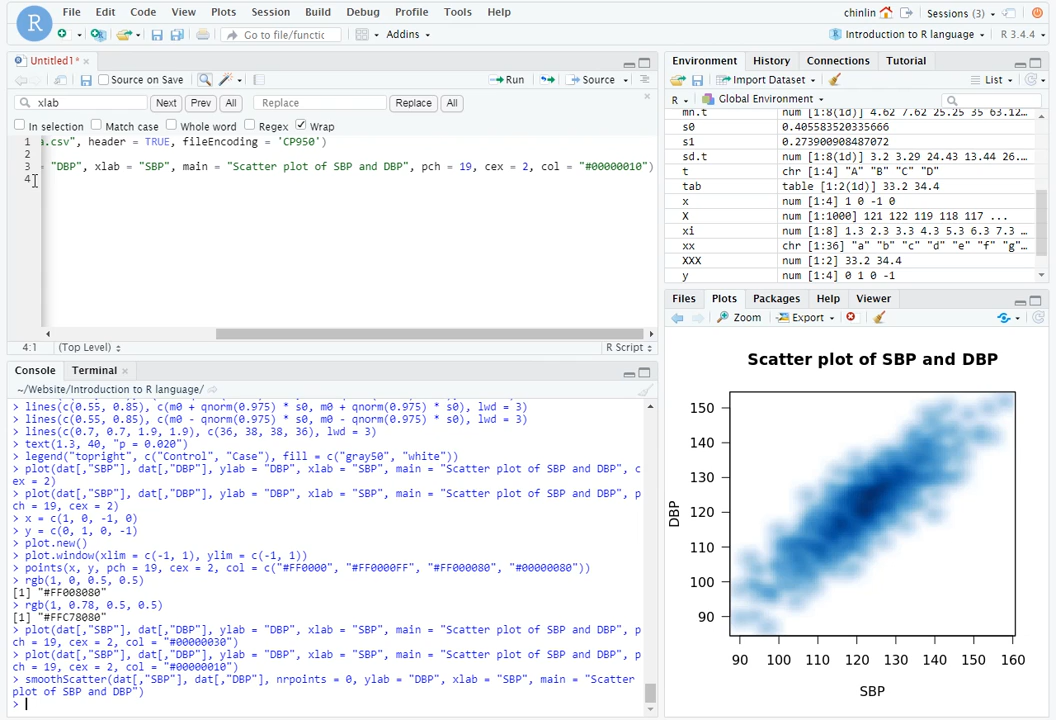 R File Edit Code View Plots Session Build Debug Profile Tools Help chinlin Sessions (3)
Go to file/functic Addins Introduction to R language R 3.4.4
Untitled1*
Source on Save Run Source
xlab Next Prev All Replace Replace All
In selection Match case Whole word Regex Wrap
1 a.csv", header = TRUE, fileEncoding = 'CP950')
2
3 "DBP", xlab = "SBP", main = "Scatter plot of SBP and DBP", pch = 19, cex = 2, col = "#00000010")
4
4:1 (Top Level) R Script
Console Terminal
~/Website/Introduction to R language/
> lines(c(0.55, 0.85), c(m0 + qnorm(0.975) * s0, m0 + qnorm(0.975) * s0), lwd = 3)
> lines(c(0.55, 0.85), c(m0 - qnorm(0.975) * s0, m0 - qnorm(0.975) * s0), lwd = 3)
> lines(c(0.7, 0.7, 1.9, 1.9), c(36, 38, 38, 36), lwd = 3)
> text(1.3, 40, "p = 0.020")
> legend("topright", c("Control", "Case"), fill = c("gray50", "white"))
> plot(dat[,"SBP"], dat[,"DBP"], ylab = "DBP", xlab = "SBP", main = "Scatter plot of SBP and DBP", c
ex = 2)
> plot(dat[,"SBP"], dat[,"DBP"], ylab = "DBP", xlab = "SBP", main = "Scatter plot of SBP and DBP", p
ch = 19, cex = 2)
> x = c(1, 0, -1, 0)
> y = c(0, 1, 0, -1)
> plot.new()
> plot.window(xlim = c(-1, 1), ylim = c(-1, 1))
> points(x, y, pch = 19, cex = 2, col = c("#FF0000", "#FF0000FF", "#FF000080", "#00000080"))
> rgb(1, 0, 0.5, 0.5)
[1] "#FF008080"
> rgb(1, 0.78, 0.5, 0.5)
[1] "#FFC78080"
> plot(dat[,"SBP"], dat[,"DBP"], ylab = "DBP", xlab = "SBP", main = "Scatter plot of SBP and DBP", p
ch = 19, cex = 2, col = "#00000030")
> plot(dat[,"SBP"], dat[,"DBP"], ylab = "DBP", xlab = "SBP", main = "Scatter plot of SBP and DBP", p
ch = 19, cex = 2, col = "#00000010")
> smoothScatter(dat[,"SBP"], dat[,"DBP"], nrpoints = 0, ylab = "DBP", xlab = "SBP", main = "Scatter
plot of SBP and DBP")
>
Environment History Connections Tutorial
Import Dataset List
R Global Environment
mn.t num [1:8(1d)] 4.62 7.62 25.25 35 63.12…
s0 0.405583520335666
s1 0.273900908487072
sd.t num [1:8(1d)] 3.2 3.29 24.43 13.44 26.…
t chr [1:4] "A" "B" "C" "D"
tab table [1:2(1d)] 33.2 34.4
x num [1:4] 1 0 -1 0
X num [1:1000] 121 122 119 118 117 ...
xi num [1:8] 1.3 2.3 3.3 4.3 5.3 6.3 7.3 …
xx chr [1:36] "a" "b" "c" "d" "e" "f" "g"…
XXX num [1:2] 33.2 34.4
y num [1:4] 0 1 0 -1
Files Plots Packages Help Viewer
Zoom Export
Scatter plot of SBP and DBP
150
140
130
120
110
100
90
DBP
90 100 110 120 130 140 150 160
SBP